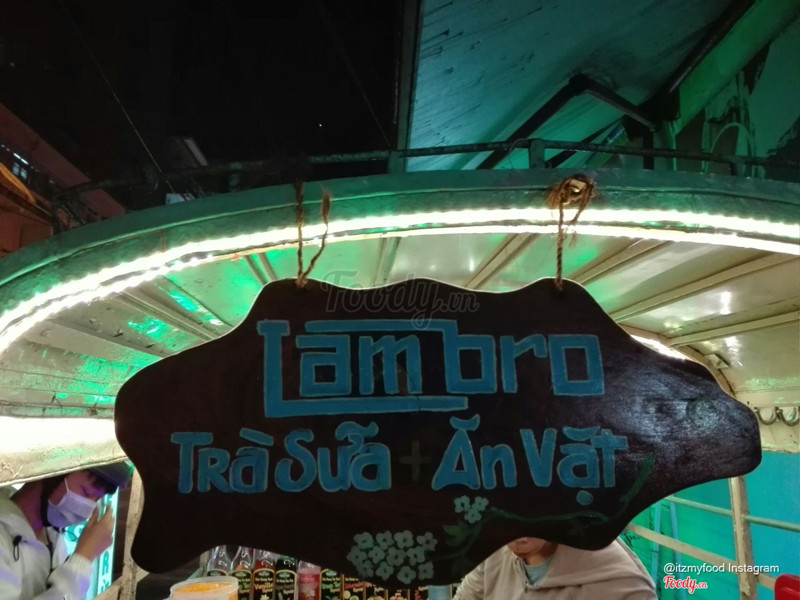 Foody.vn
Lambro
Trà Sữa + Ăn Vặt
@itzmyfood Instagram
Foody.vn